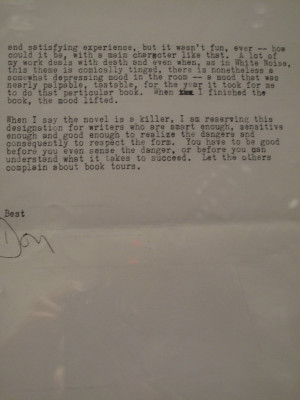 and satisfying experience, but it wasn't fun, ever -- how
could it be, with a main character like that. A lot of
my work deals with death and even when, as in White Noise,
this theme is comically tinged, there is nonetheless a
somewhat depressing mood in the room -- a mood that was
nearly palpable, tastable, for the year it took for me
to do that particular book. When I finished the
book, the mood lifted.
When I say the novel is a killer, I am reserving this
designation for writers who are smart enough, sensitive
enough and good enough to realize the dangers and
consequently to respect the form. You have to be good
before you even sense the danger, or before you can
understand what it takes to succeed. Let the others
complain about book tours.
Best
Don